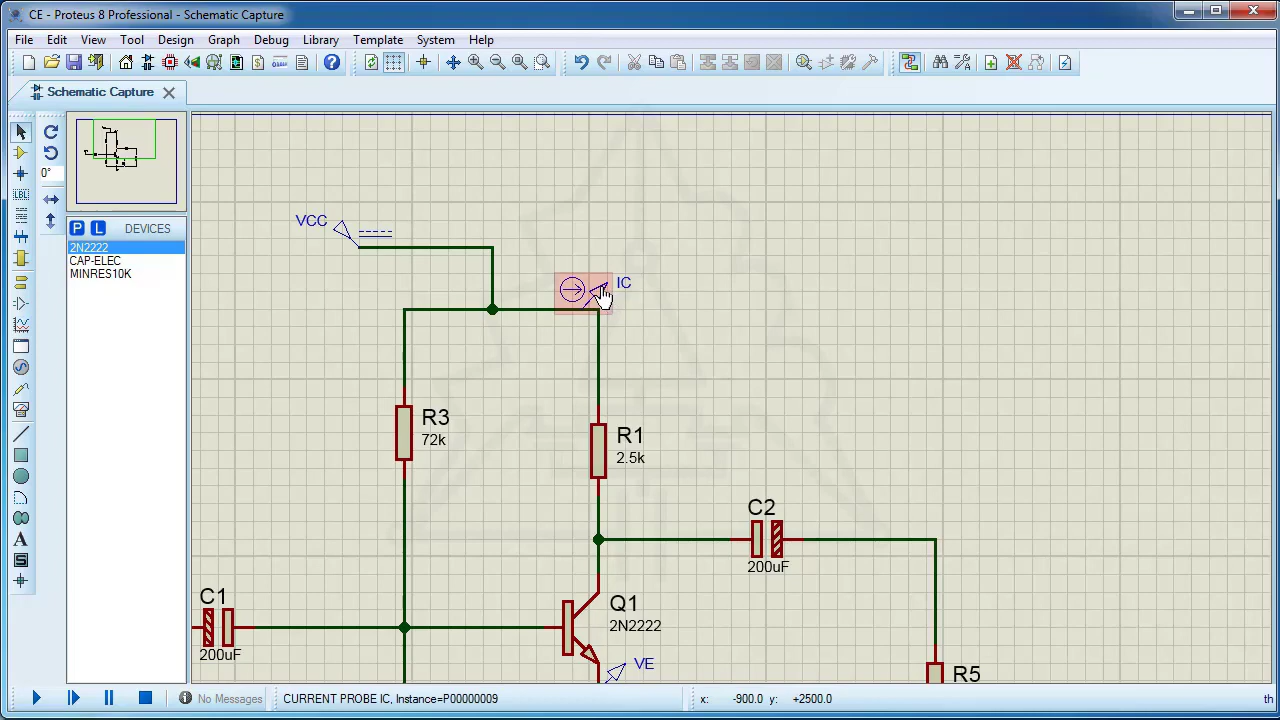 CE - Proteus 8 Professional - Schematic Capture
File Edit View Tool Design Graph Debug Library Template System Help
Schematic Capture
LBL
0°
P L DEVICES
2N2222
CAP-ELEC
MINRES10K
A
S
VCC
IC
R3
72k
R1
2.5k
C2
200uF
C1
200uF
Q1
2N2222
VE
R5
No Messages
CURRENT PROBE IC, Instance=P00000009
x: -900.0 y: +2500.0
th